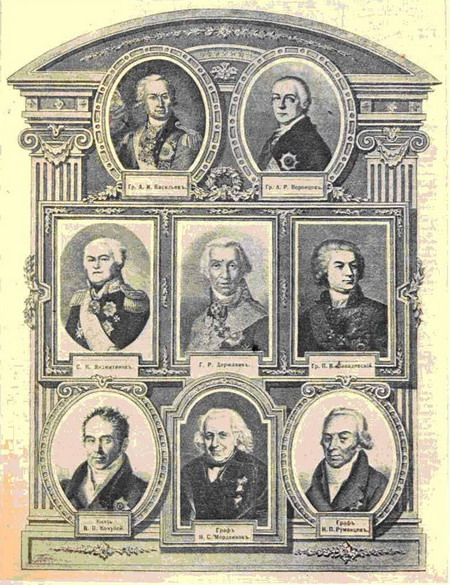 Гр. А. И. Васильевъ.
Гр. А. Р. Воронцовъ.
С. К. Вязмитиновъ.
Г. Р. Державинъ.
Гр. П. В. Завадовскій.
Князь
В. П. Кочубей.
Графъ
Н. С. Мордвиновъ.
Графъ
Н. П. Румянцевъ.